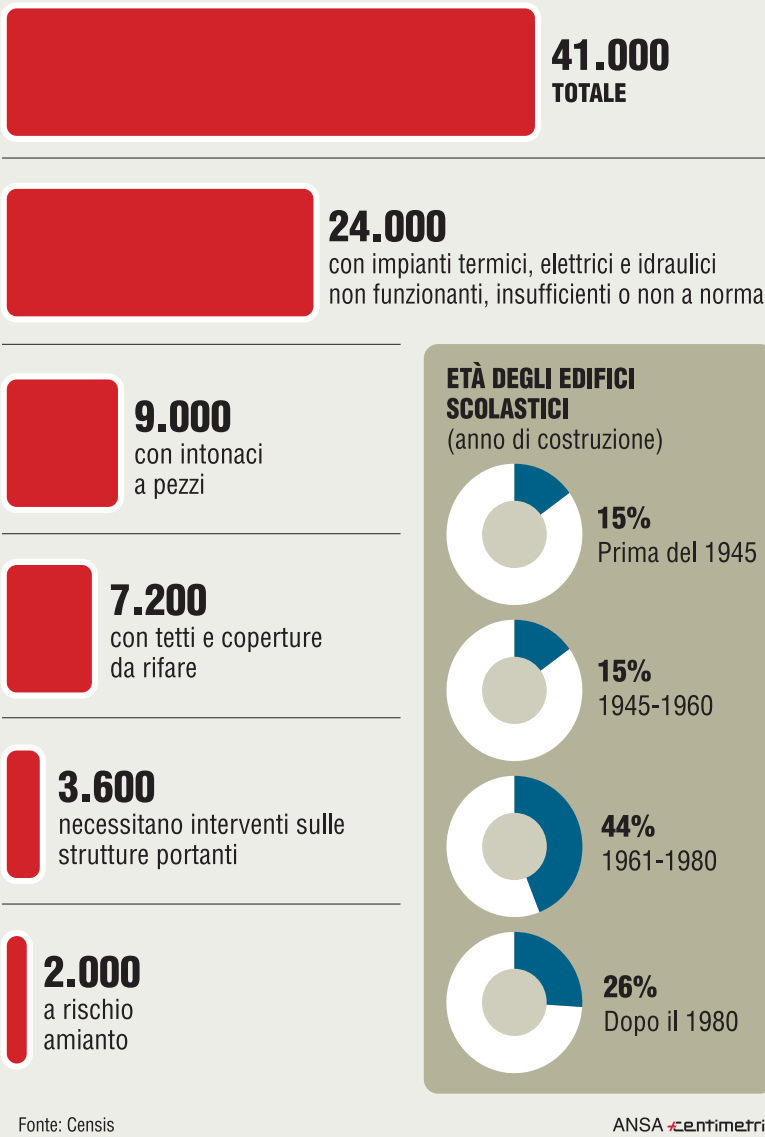 41.000
TOTALE
24.000
con impianti termici, elettrici e idraulici
non funzionanti, insufficienti o non a norma
9.000
con intonaci
a pezzi
7.200
con tetti e coperture
da rifare
3.600
necessitano interventi sulle
strutture portanti
2.000
a rischio
amianto
ETÀ DEGLI EDIFICI
SCOLASTICI
(anno di costruzione)
15%
Prima del 1945
15%
1945-1960
44%
1961-1980
26%
Dopo il 1980
Fonte: Censis
ANSA centimetri